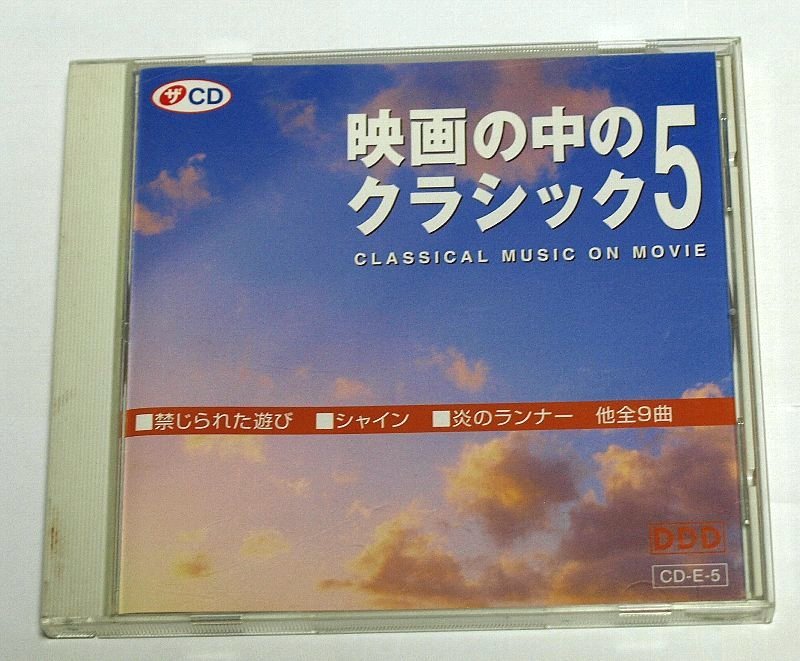 ザCD
映画の中の
クラシック5
CLASSICAL MUSIC ON MOVIE
■禁じられた遊び ■シャイン ■炎のランナー 他全9曲
DDD
CD-E-5